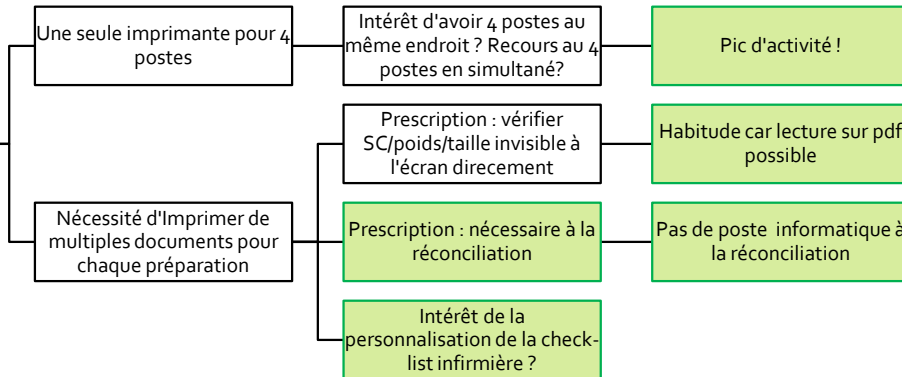 Une seule imprimante pour 4
postes
Intérêt d'avoir 4 postes au
même endroit ? Recours au 4
postes en simultané?
Pic d'activité !
Prescription : vérifier
SC/poids/taille invisible à
l'écran direcement
Habitude car lecture sur pdf
possible
Nécessité d'Imprimer de
multiples documents pour
chaque préparation
Prescription : nécessaire à la
réconciliation
Pas de poste informatique à
la réconciliation
Intérêt de la
personnalisation de la check-
list infirmière ?